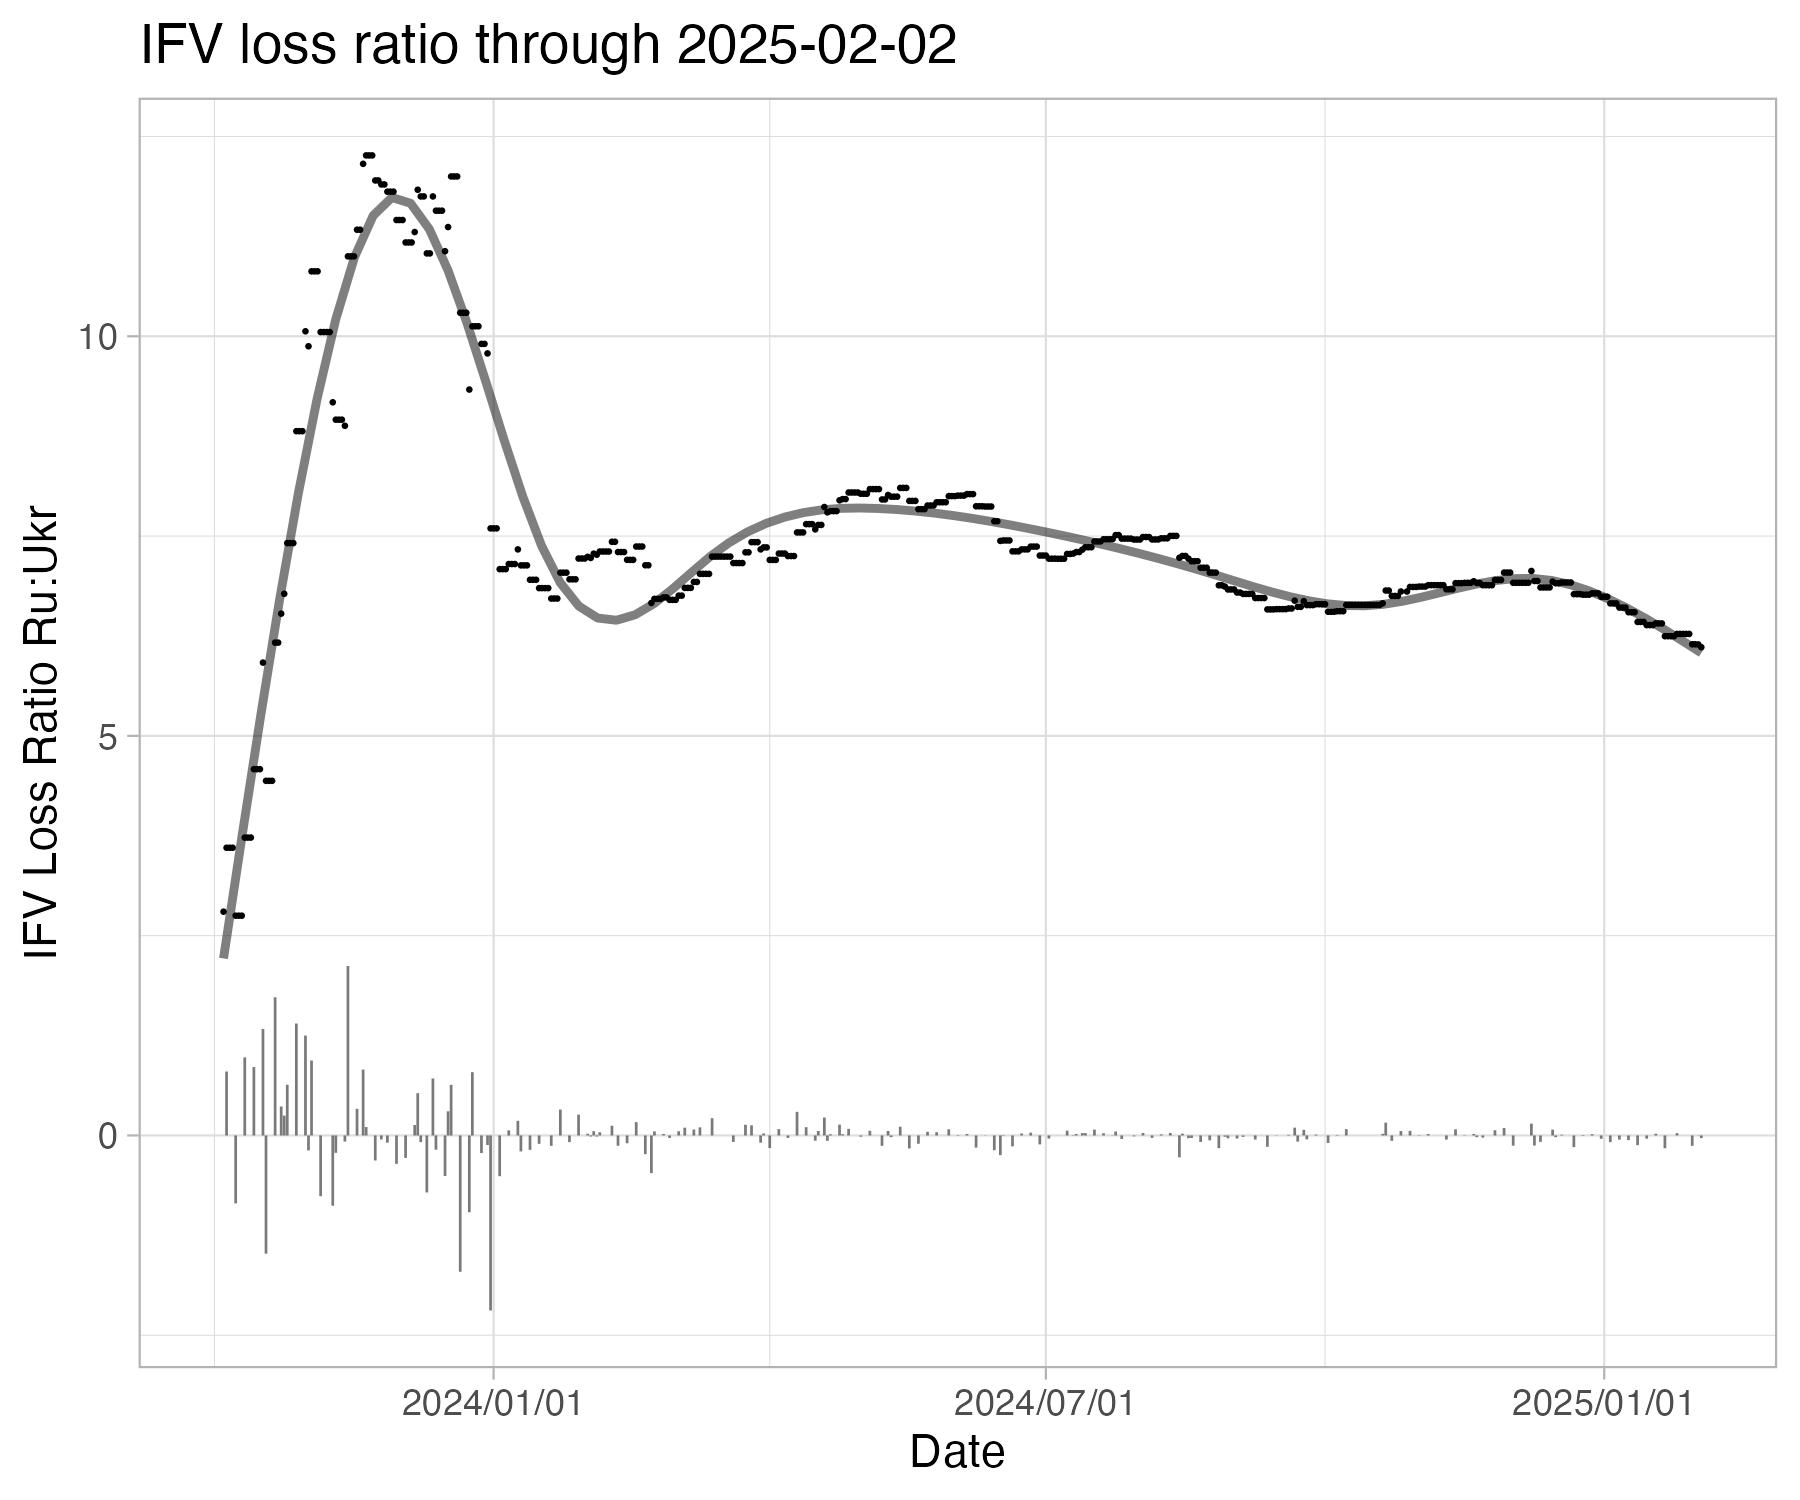 IFV loss ratio through 2025-02-02
IFV Loss Ratio Ru:Ukr
10
5
0
2024/01/01
2024/07/01
2025/01/01
Date